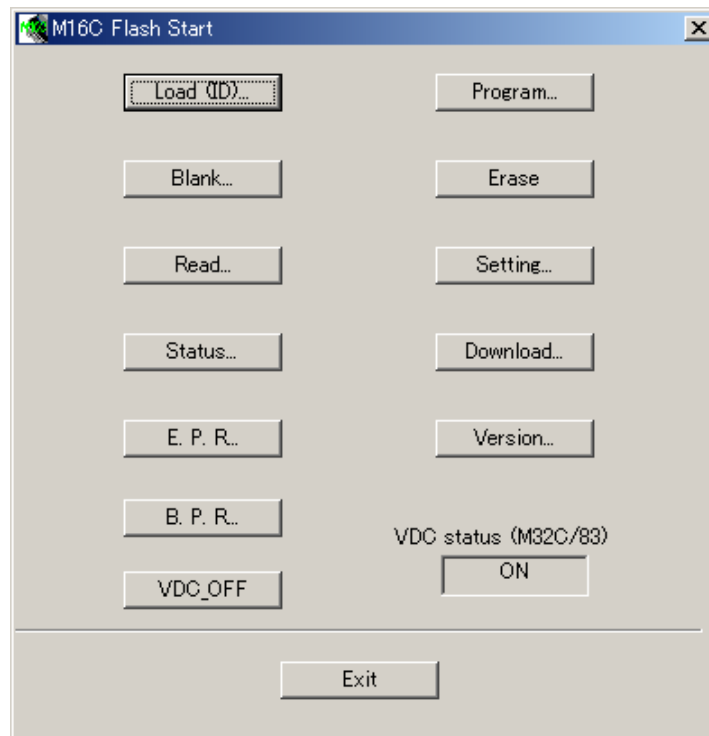 M16C Flash Start
Load (ID)...
Program...
Blank...
Erase
Read...
Setting...
Status...
Download...
E. P. R...
Version...
B. P. R...
VDC status (M32C/83)
ON
VDC_OFF
Exit